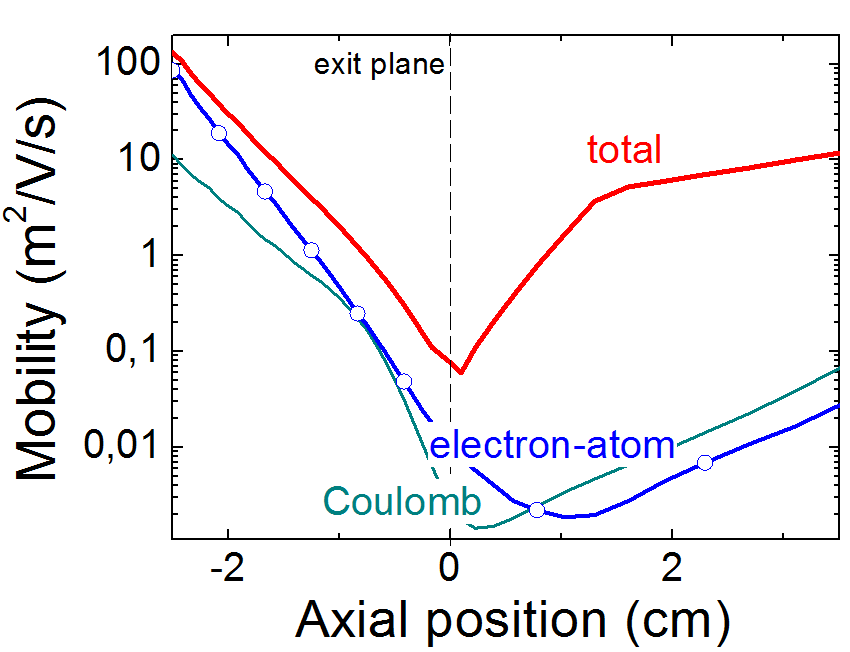 exit plane
total
electron-atom
Coulomb
Mobility (m²/V/s)
100
10
1
0,1
0,01
-2
0
2
Axial position (cm)